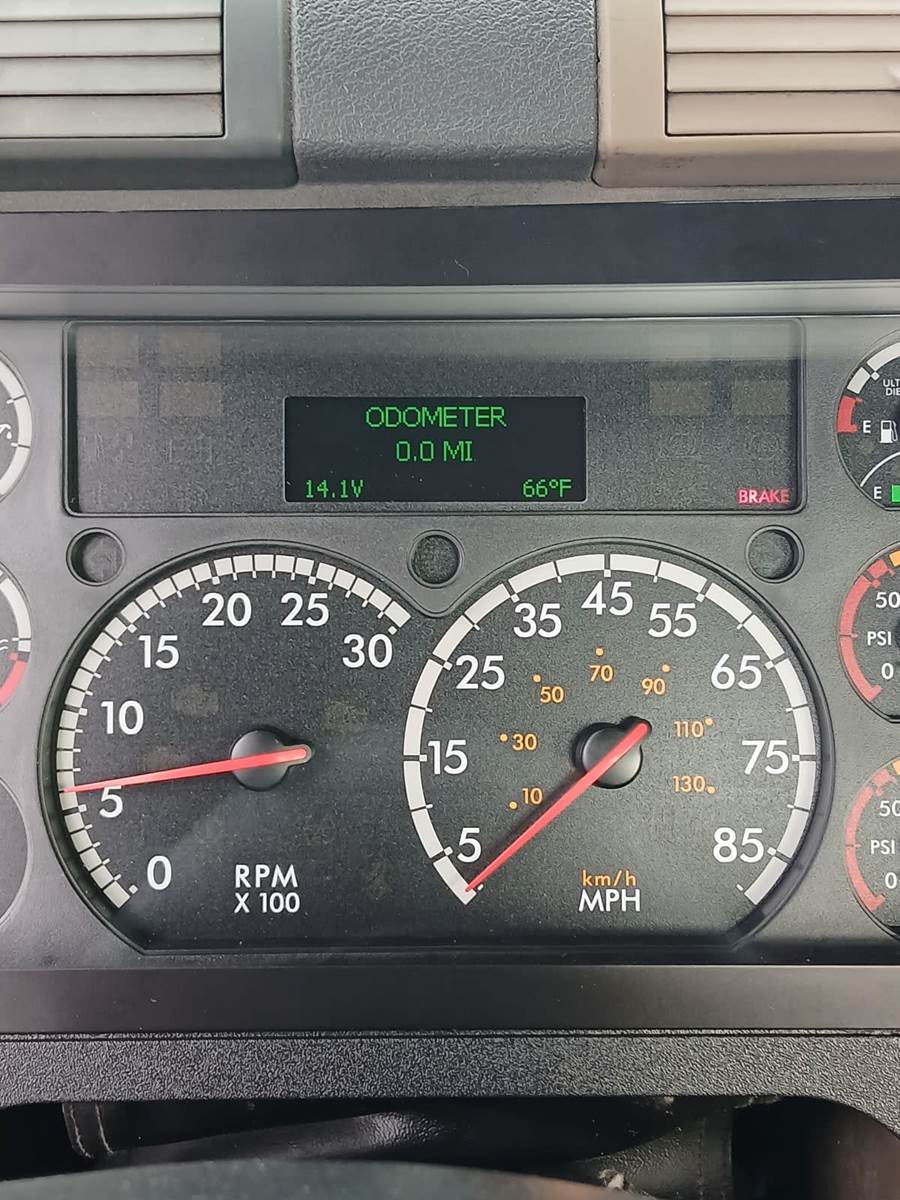 ODOMETER
0.0 MI
14.1V 66°F
BRAKE
ULT
DIE
E
E
0 5 10 15 20 25 30
RPM
X 100
5 15 25 35 45 55 65 75 85
10 30 50 70 90 110 130
km/h
MPH
50
PSI
0
50
PSI
0